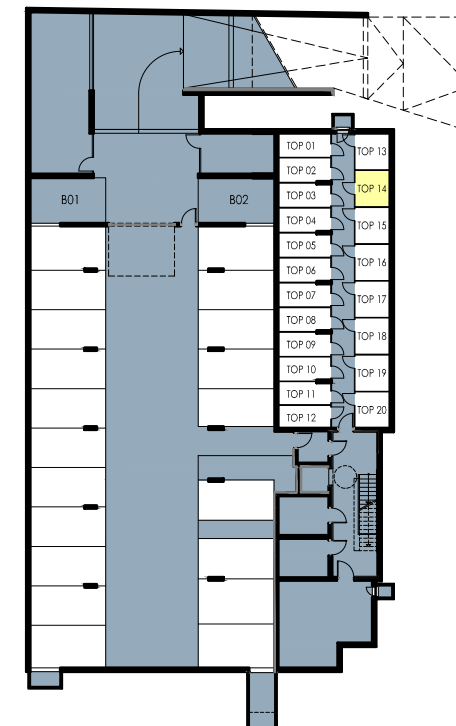 TOP 01
TOP 02
TOP 03
TOP 04
TOP 05
TOP 06
TOP 07
TOP 08
TOP 09
TOP 10
TOP 11
TOP 12
TOP 13
TOP 14
TOP 15
TOP 16
TOP 17
TOP 18
TOP 19
TOP 20
B01
B02